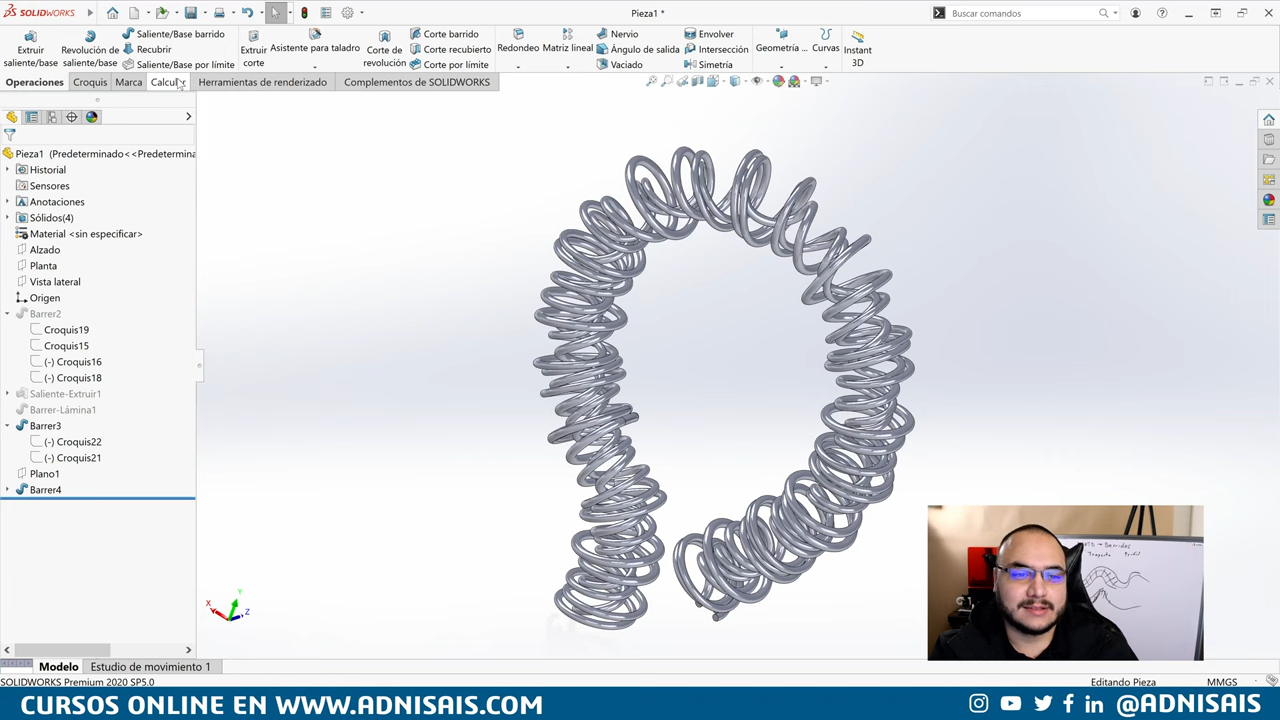 SOLIDWORKS
Pieza1 *
Buscar comandos
Extruir saliente/base
Revolución de saliente/base
Saliente/Base barrido
Recubrir
Saliente/Base por límite
Extruir corte
Asistente para taladro
Corte de revolución
Corte barrido
Corte recubierto
Corte por límite
Redondeo
Matriz lineal
Nervio
Ángulo de salida
Vaciado
Envolver
Intersección
Simetría
Geometría ...
Curvas
Instant 3D
Operaciones
Croquis
Marca
Calcular
Herramientas de renderizado
Complementos de SOLIDWORKS
Pieza1 (Predeterminado<<Predetermina
Historial
Sensores
Anotaciones
Sólidos(4)
Material <sin especificar>
Alzado
Planta
Vista lateral
Origen
Barrer2
Croquis19
Croquis15
(-) Croquis16
(-) Croquis18
Saliente-Extruir1
Barrer-Lámina1
Barrer3
(-) Croquis22
(-) Croquis21
Plano1
Barrer4
Y
X
Z
Barridos
Perfil
Modelo
Estudio de movimiento 1
SOLIDWORKS Premium 2020 SP5.0
Editando Pieza
MMGS
CURSOS ONLINE EN WWW.ADNISAIS.COM
@ADNISAIS